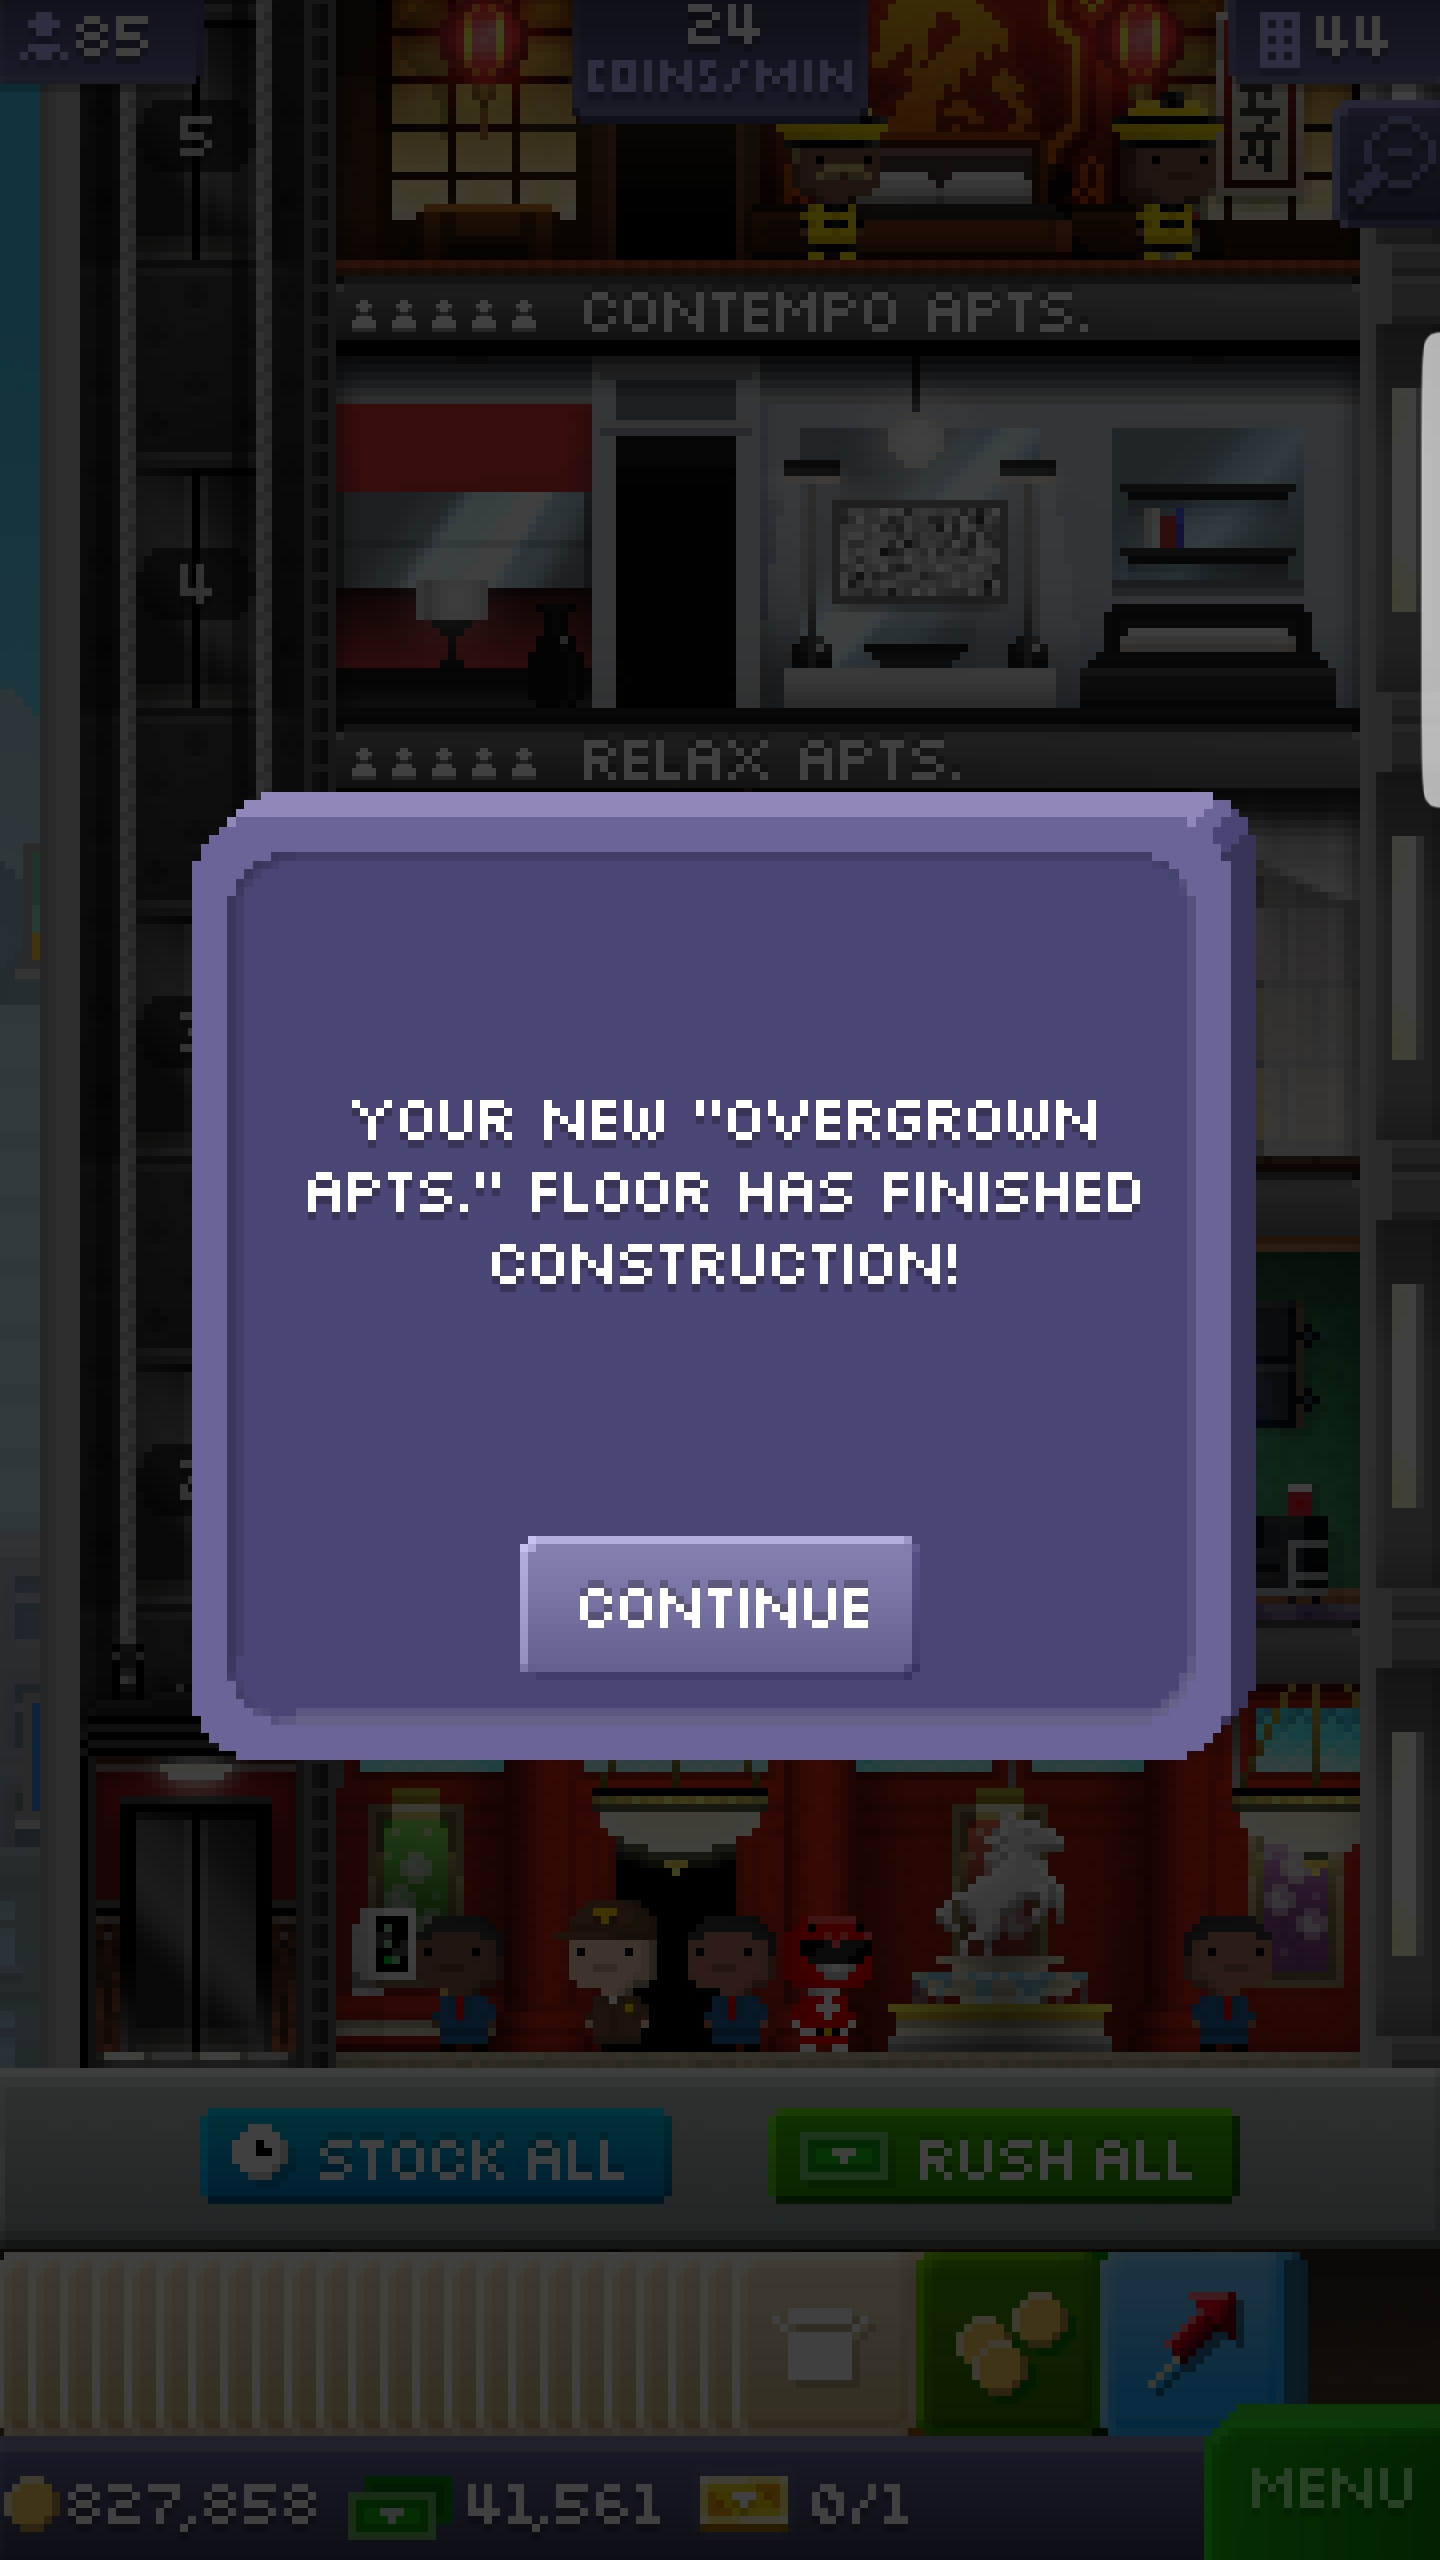 85
24
COINS/MIN
44
5
CONTEMPO APTS.
4
RELAX APTS.
YOUR NEW "OVERGROWN
APTS." FLOOR HAS FINISHED
CONSTRUCTION!
CONTINUE
STOCK ALL
RUSH ALL
827,858
41,561
0/1
MENU